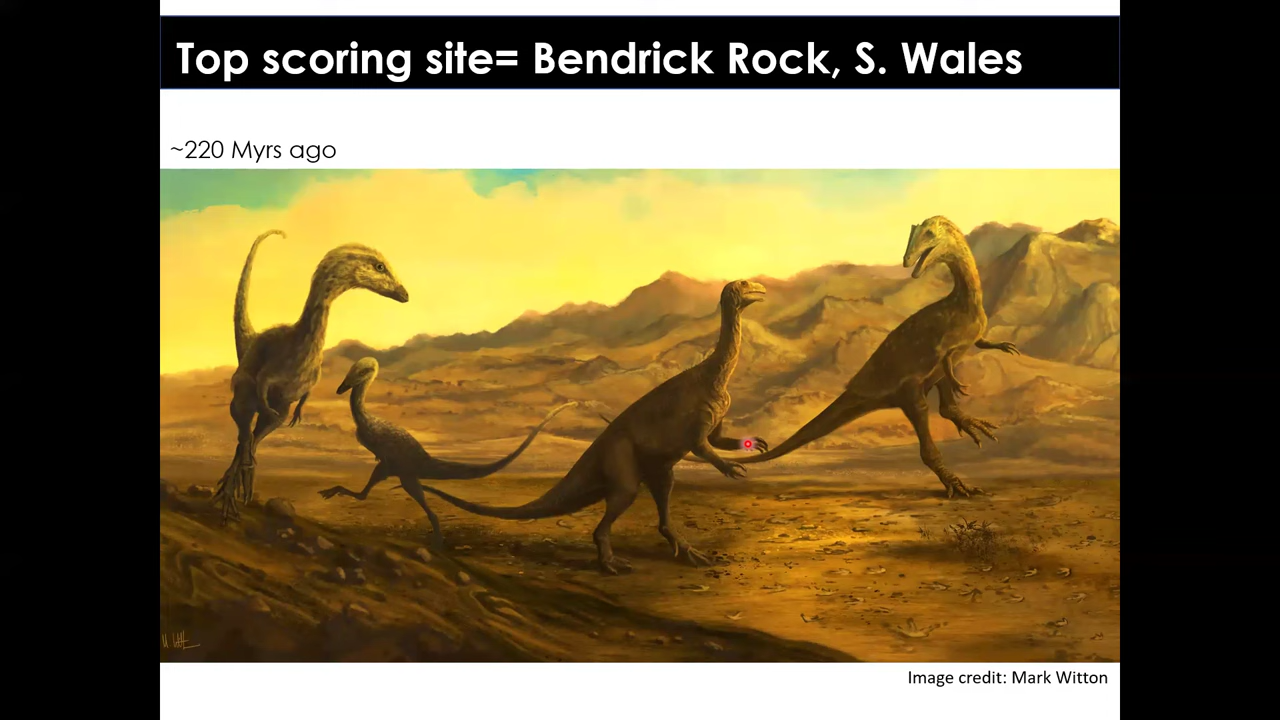 Top scoring site= Bendrick Rock, S. Wales
~220 Myrs ago
Image credit: Mark Witton